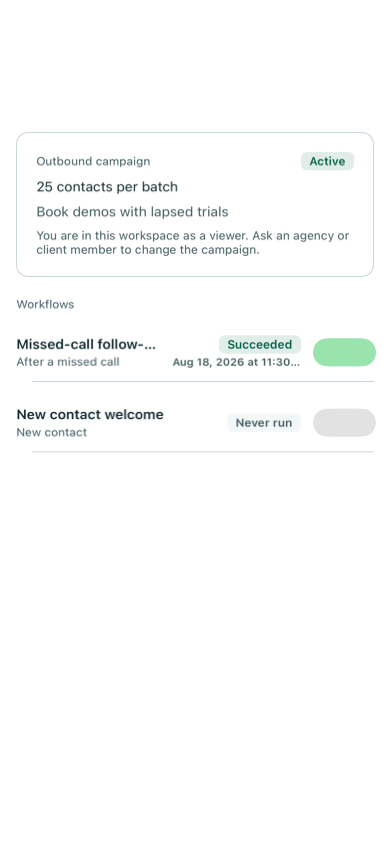 Outbound campaign
Active
25 contacts per batch
Book demos with lapsed trials
You are in this workspace as a viewer. Ask an agency or
client member to change the campaign.
Workflows
Missed-call follow-...
Succeeded
After a missed call
Aug 18, 2026 at 11:30...
New contact welcome
Never run
New contact